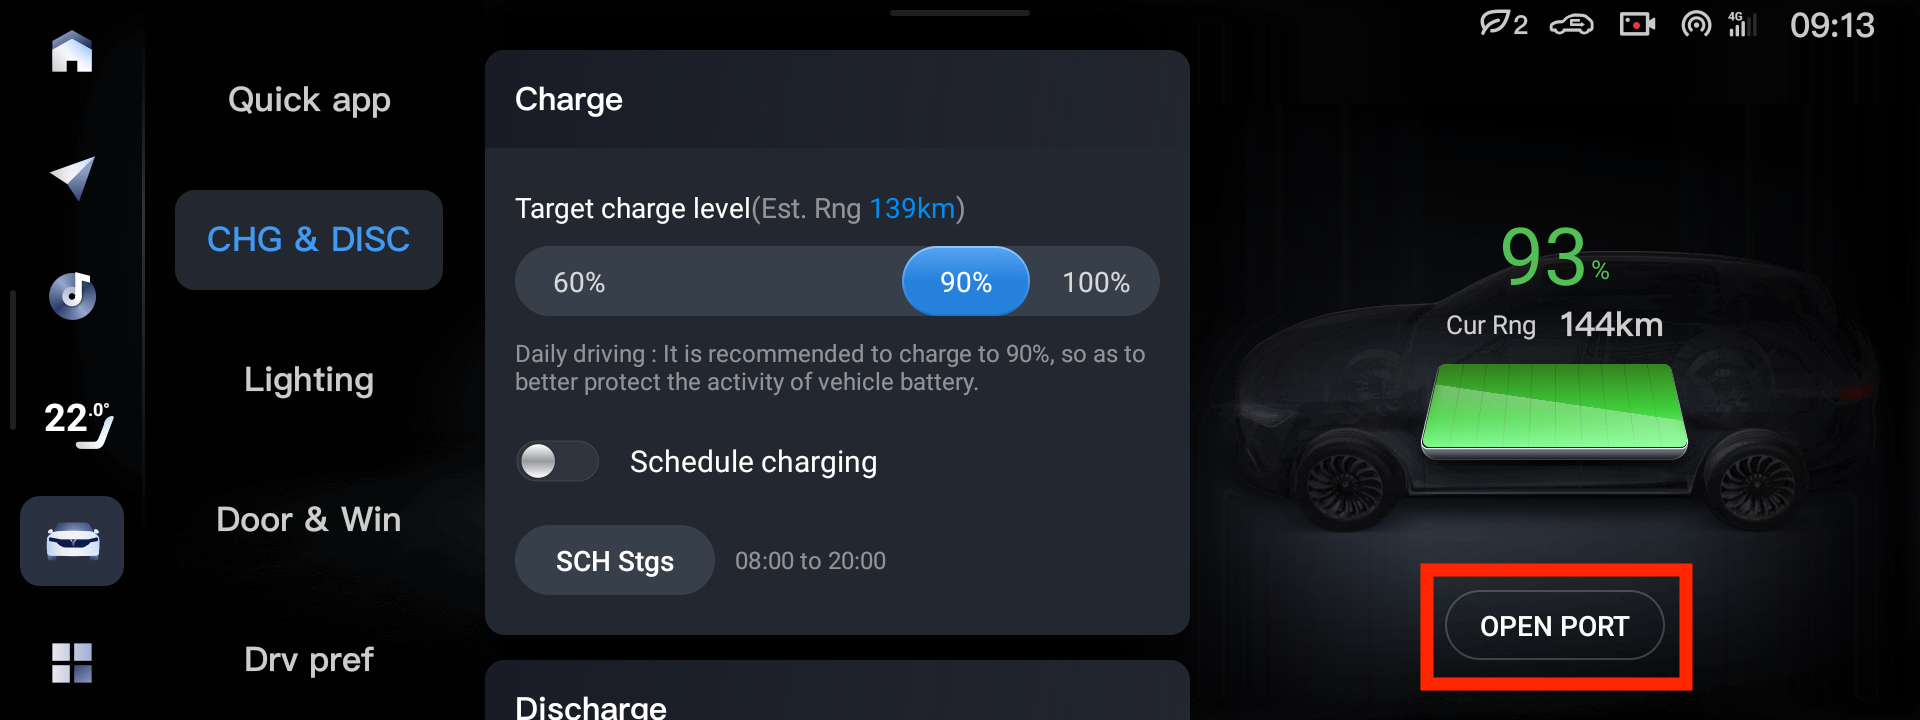 2
4G
09:13
22.0°
Quick app
CHG & DISC
Lighting
Door & Win
Drv pref
Charge
Target charge level(Est. Rng 139km)
60%
90%
100%
Daily driving : It is recommended to charge to 90%, so as to
better protect the activity of vehicle battery.
Schedule charging
SCH Stgs
08:00 to 20:00
Discharge
93%
Cur Rng 144km
OPEN PORT